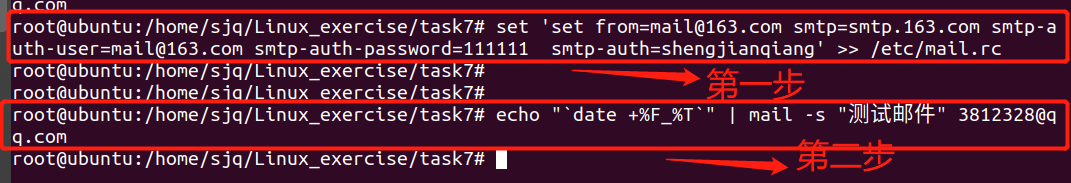 q.com
root@ubuntu:/home/sjq/Linux_exercise/task7# set 'set from=mail@163.com smtp=smtp.163.com smtp-a
uth-user=mail@163.com smtp-auth-password=111111  smtp-auth=shengjianqiang' >> /etc/mail.rc
root@ubuntu:/home/sjq/Linux_exercise/task7#
第一步
root@ubuntu:/home/sjq/Linux_exercise/task7#
root@ubuntu:/home/sjq/Linux_exercise/task7# echo "`date +%F_%T`" | mail -s "测试邮件" 3812328@q
q.com
root@ubuntu:/home/sjq/Linux_exercise/task7#
第二步